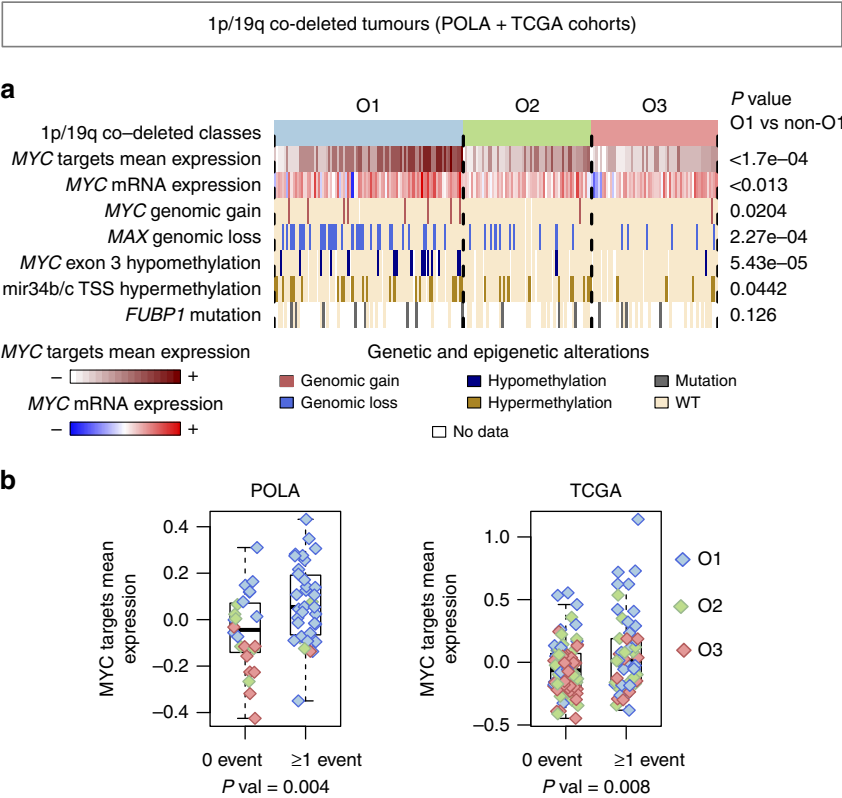 1p/19q co-deleted tumours (POLA + TCGA cohorts)
a
O1 O2 O3
P value
O1 vs non-O1
1p/19q co–deleted classes
MYC targets mean expression <1.7e–04
MYC mRNA expression <0.013
MYC genomic gain 0.0204
MAX genomic loss 2.27e–04
MYC exon 3 hypomethylation 5.43e–05
mir34b/c TSS hypermethylation 0.0442
FUBP1 mutation 0.126
MYC targets mean expression
– +
MYC mRNA expression
– +
Genetic and epigenetic alterations
Genomic gain Hypomethylation Mutation
Genomic loss Hypermethylation WT
No data
b
POLA
MYC targets mean
expression
0.4
0.2
0.0
–0.2
–0.4
0 event ≥1 event
P val = 0.004
TCGA
MYC targets mean
expression
1.0
0.5
0.0
–0.5
0 event ≥1 event
P val = 0.008
O1
O2
O3